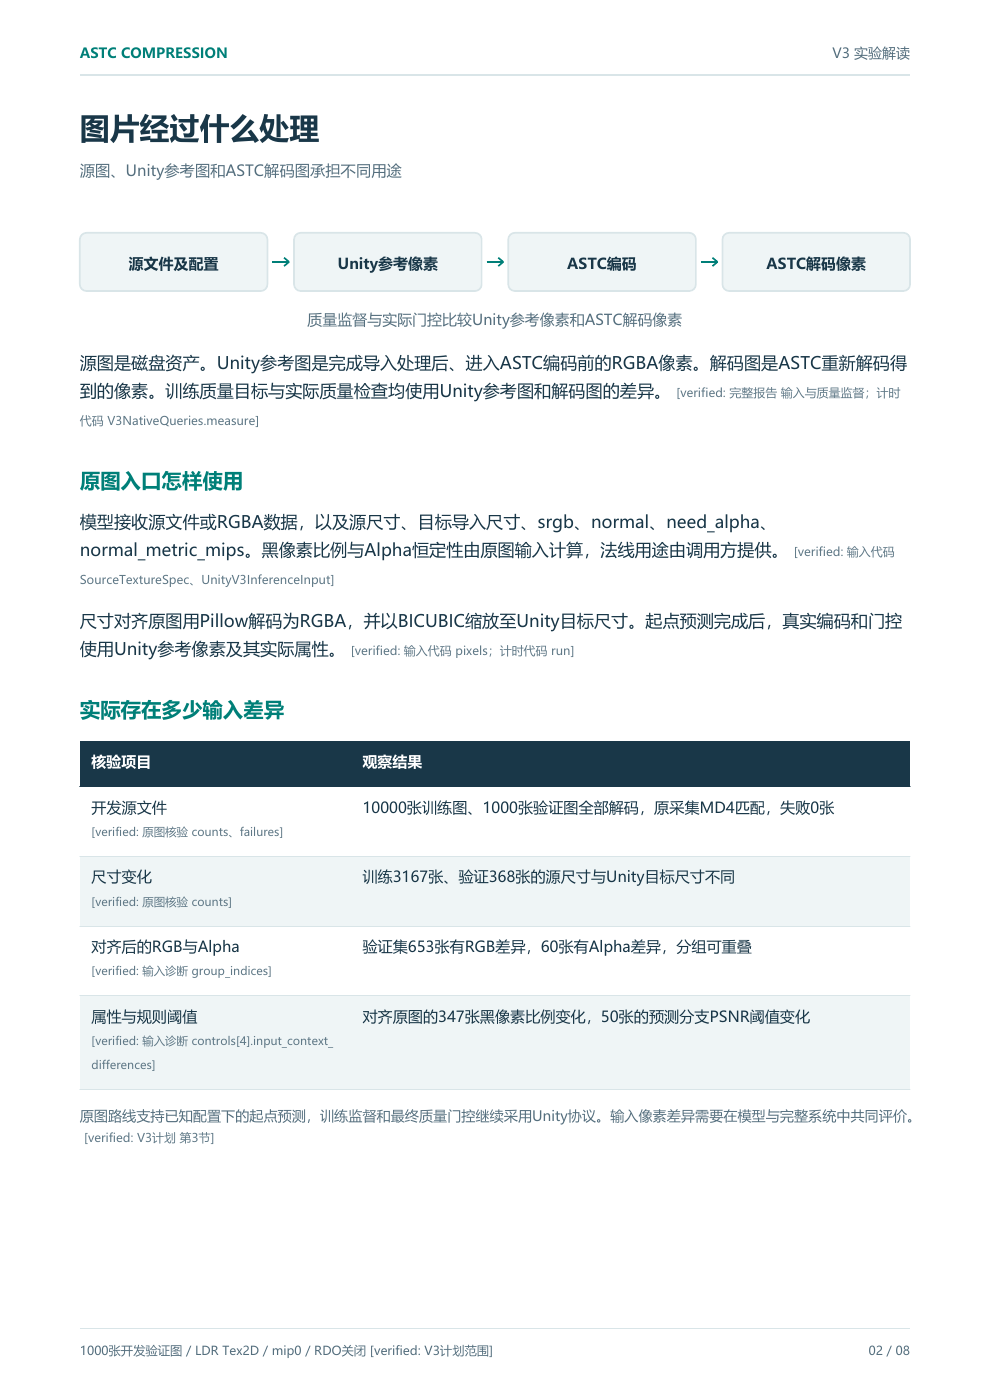 ASTC COMPRESSION
V3 实验解读
图片经过什么处理
源图、Unity参考图和ASTC解码图承担不同用途
源文件及配置 → Unity参考像素 → ASTC编码 → ASTC解码像素
质量监督与实际门控比较Unity参考像素和ASTC解码像素
源图是磁盘资产。Unity参考图是完成导入处理后、进入ASTC编码前的RGBA像素。解码图是ASTC重新解码得
到的像素。训练质量目标与实际质量检查均使用Unity参考图和解码图的差异。 [verified: 完整报告 输入与质量监督；计时
代码 V3NativeQueries.measure]
原图入口怎样使用
模型接收源文件或RGBA数据，以及源尺寸、目标导入尺寸、srgb、normal、need_alpha、
normal_metric_mips。黑像素比例与Alpha恒定性由原图输入计算，法线用途由调用方提供。 [verified: 输入代码
SourceTextureSpec、UnityV3InferenceInput]
尺寸对齐原图用Pillow解码为RGBA，并以BICUBIC缩放至Unity目标尺寸。起点预测完成后，真实编码和门控
使用Unity参考像素及其实际属性。 [verified: 输入代码 pixels；计时代码 run]
实际存在多少输入差异
核验项目
观察结果
开发源文件
[verified: 原图核验 counts、failures]
10000张训练图、1000张验证图全部解码，原采集MD4匹配，失败0张
尺寸变化
[verified: 原图核验 counts]
训练3167张、验证368张的源尺寸与Unity目标尺寸不同
对齐后的RGB与Alpha
[verified: 输入诊断 group_indices]
验证集653张有RGB差异，60张有Alpha差异，分组可重叠
属性与规则阈值
[verified: 输入诊断 controls[4].input_context_
differences]
对齐原图的347张黑像素比例变化，50张的预测分支PSNR阈值变化
原图路线支持已知配置下的起点预测，训练监督和最终质量门控继续采用Unity协议。输入像素差异需要在模型与完整系统中共同评价。
[verified: V3计划 第3节]
1000张开发验证图 / LDR Tex2D / mip0 / RDO关闭 [verified: V3计划范围]
02 / 08